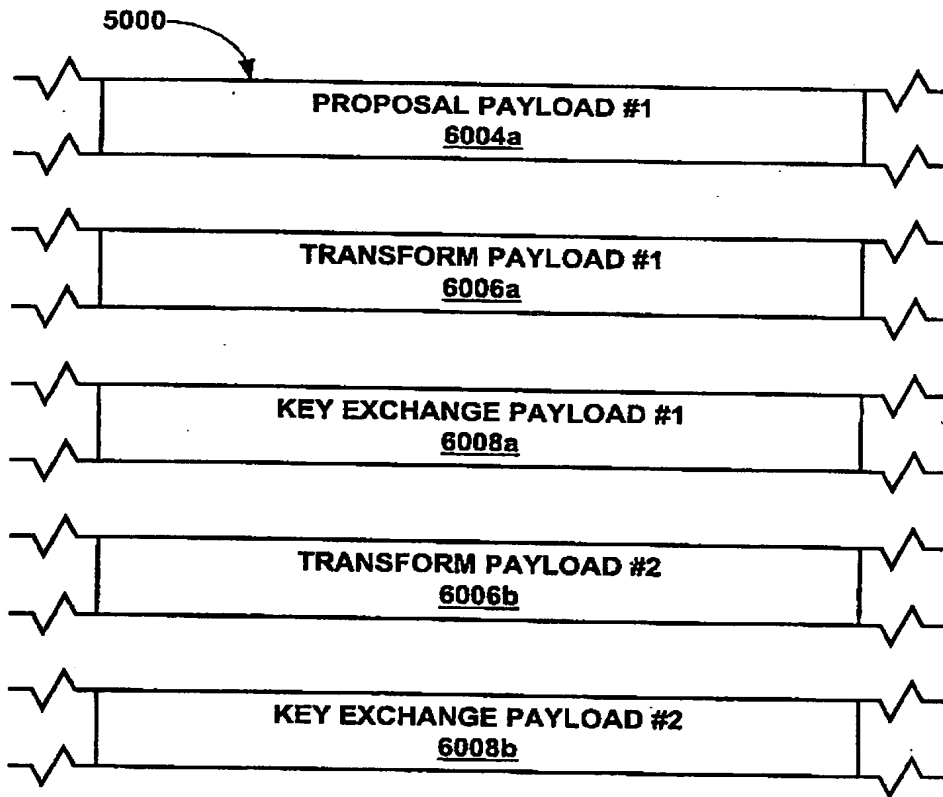 5000
PROPOSAL PAYLOAD #1
6004a
TRANSFORM PAYLOAD #1
6006a
KEY EXCHANGE PAYLOAD #1
6008a
TRANSFORM PAYLOAD #2
6006b
KEY EXCHANGE PAYLOAD #2
6008b